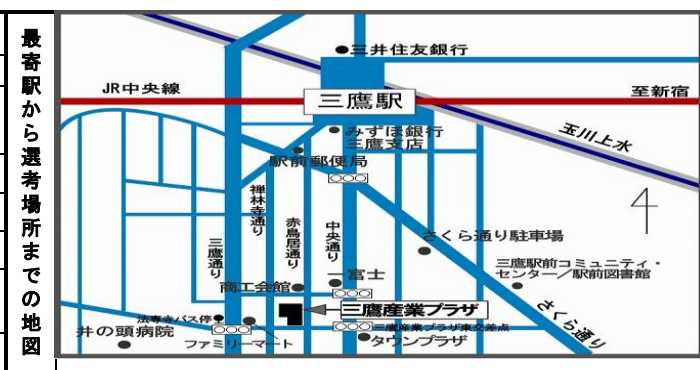 最寄駅から選考場所までの地図
三井住友銀行
JR中央線
至新宿
三鷹駅
みずほ銀行
三鷹支店
玉川上水
駅前郵便局
禅林寺通り
赤鳥居通り
中央通り
三鷹通り
さくら通り駐車場
三鷹駅前コミュニティ・
センター/駅前図書館
一富士
商工会館
三鷹産業プラザ
さくら通り
法専寺バス停
三鷹産業プラザ東交差点
井の頭病院
ファミリーマート
タウンプラザ